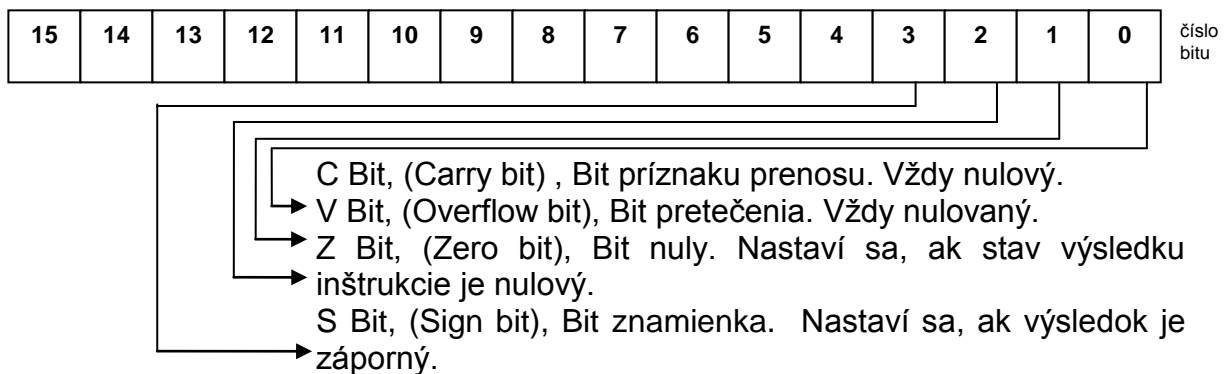 15 14 13 12 11 10 9 8 7 6 5 4 3 2 1 0 číslo
bitu
C Bit, (Carry bit) , Bit príznaku prenosu. Vždy nulový.
V Bit, (Overflow bit), Bit pretečenia. Vždy nulovaný.
Z Bit, (Zero bit), Bit nuly. Nastaví sa, ak stav výsledku
inštrukcie je nulový.
S Bit, (Sign bit), Bit znamienka. Nastaví sa, ak výsledok je
záporný.